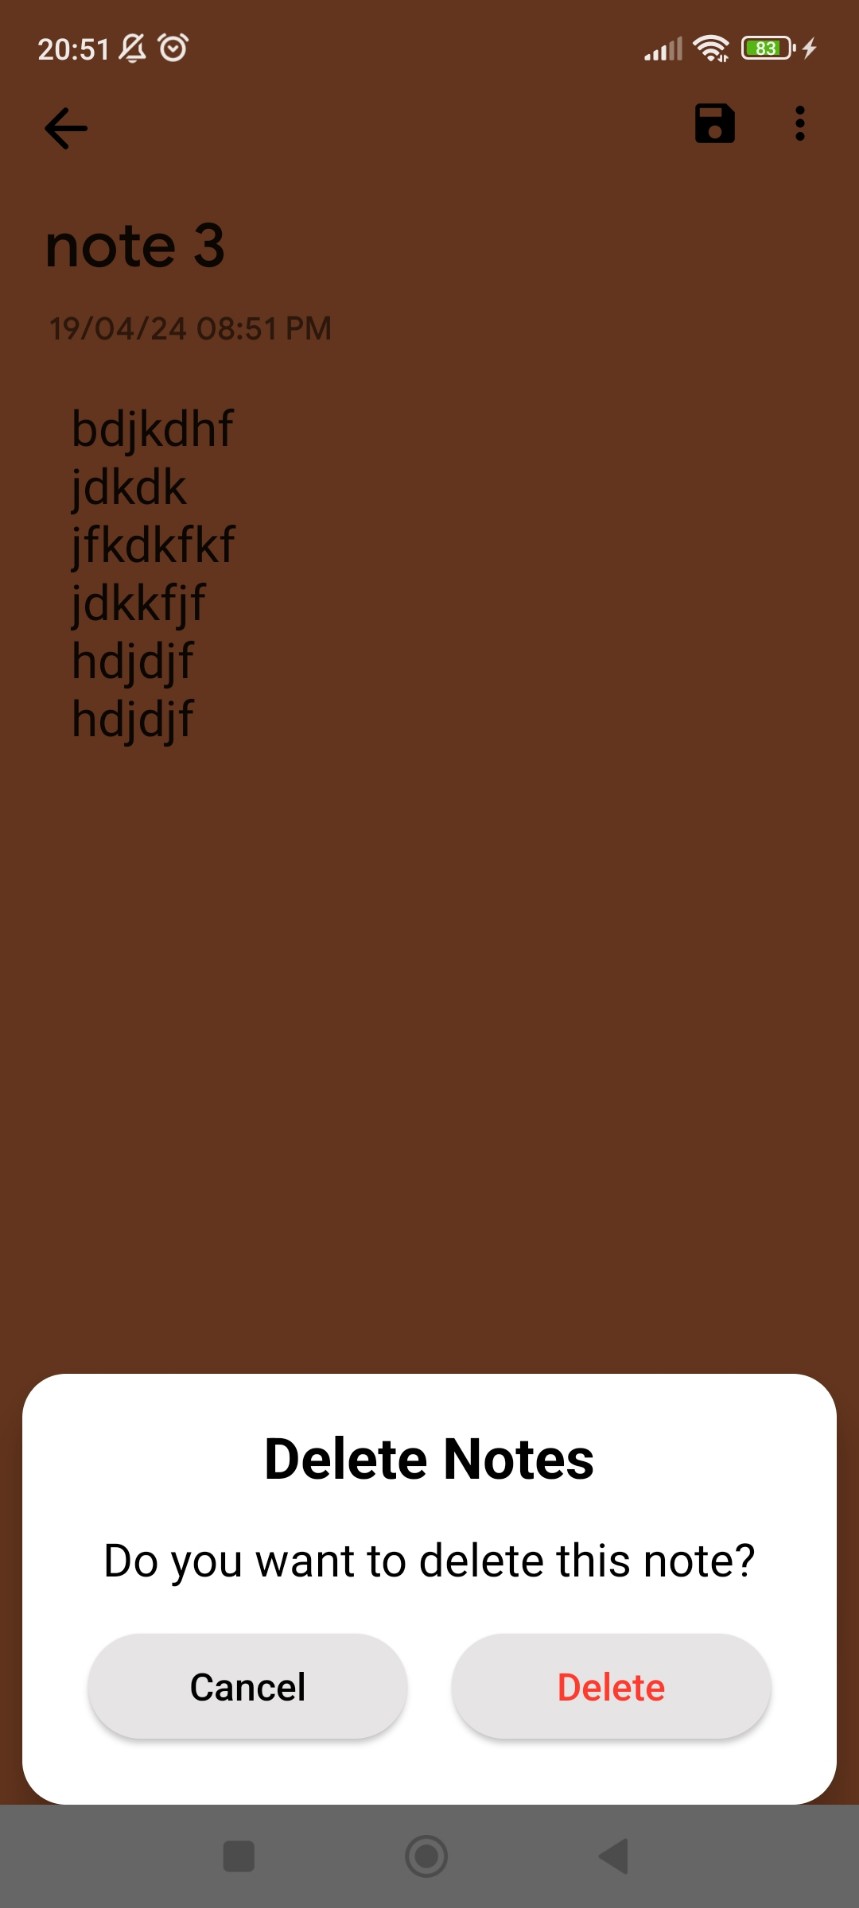 20:51
83
note 3
19/04/24 08:51 PM
bdjkdhf
jdkdk
jfkdkfkf
jdkkfjf
hdjdjf
hdjdjf
Delete Notes
Do you want to delete this note?
Cancel
Delete